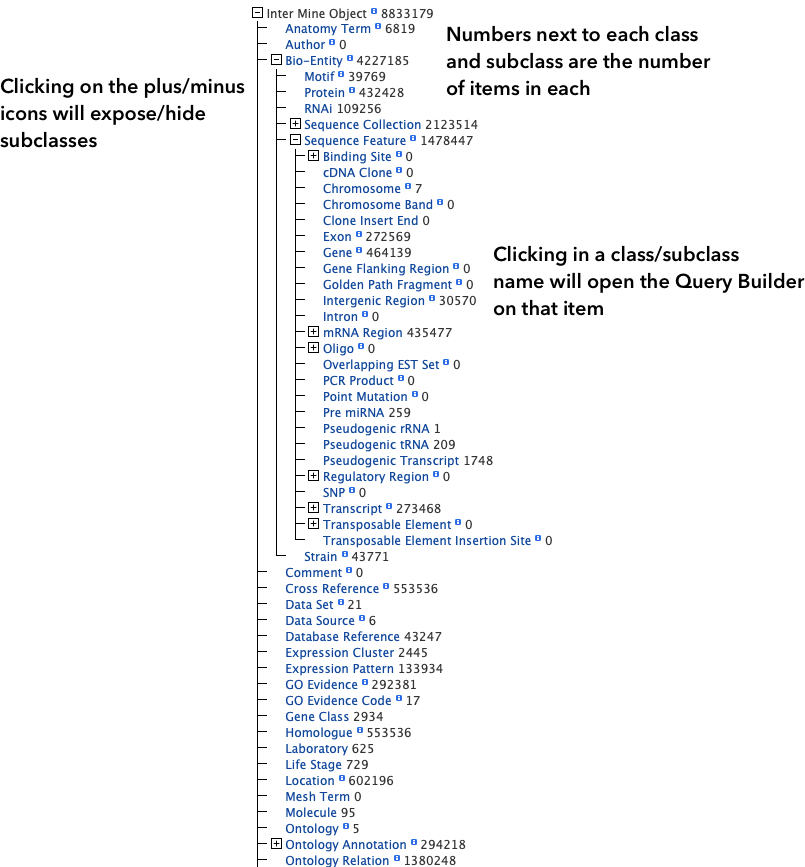 Inter Mine Object 8833179
Anatomy Term 6819
Author 0
Numbers next to each class
and subclass are the number
of items in each
Bio-Entity 4227185
Motif 39769
Protein 432428
RNAi 109256
Clicking on the plus/minus
icons will expose/hide
subclasses
Sequence Collection 2123514
Sequence Feature 1478447
Binding Site 0
cDNA Clone 0
Chromosome 7
Chromosome Band 0
Clone Insert End 0
Exon 272569
Gene 464139
Gene Flanking Region 0
Golden Path Fragment 0
Intergenic Region 30570
Intron 0
Clicking in a class/subclass
name will open the Query Builder
on that item
mRNA Region 435477
Oligo 0
Overlapping EST Set 0
PCR Product 0
Point Mutation 0
Pre miRNA 259
Pseudogenic rRNA 1
Pseudogenic tRNA 209
Pseudogenic Transcript 1748
Regulatory Region 0
SNP 0
Transcript 273468
Transposable Element 0
Transposable Element Insertion Site 0
Strain 43771
Comment 0
Cross Reference 553536
Data Set 21
Data Source 6
Database Reference 43247
Expression Cluster 2445
Expression Pattern 133934
GO Evidence 292381
GO Evidence Code 17
Gene Class 2934
Homologue 553536
Laboratory 625
Life Stage 729
Location 602196
Mesh Term 0
Molecule 95
Ontology 5
Ontology Annotation 294218
Ontology Relation 1380248